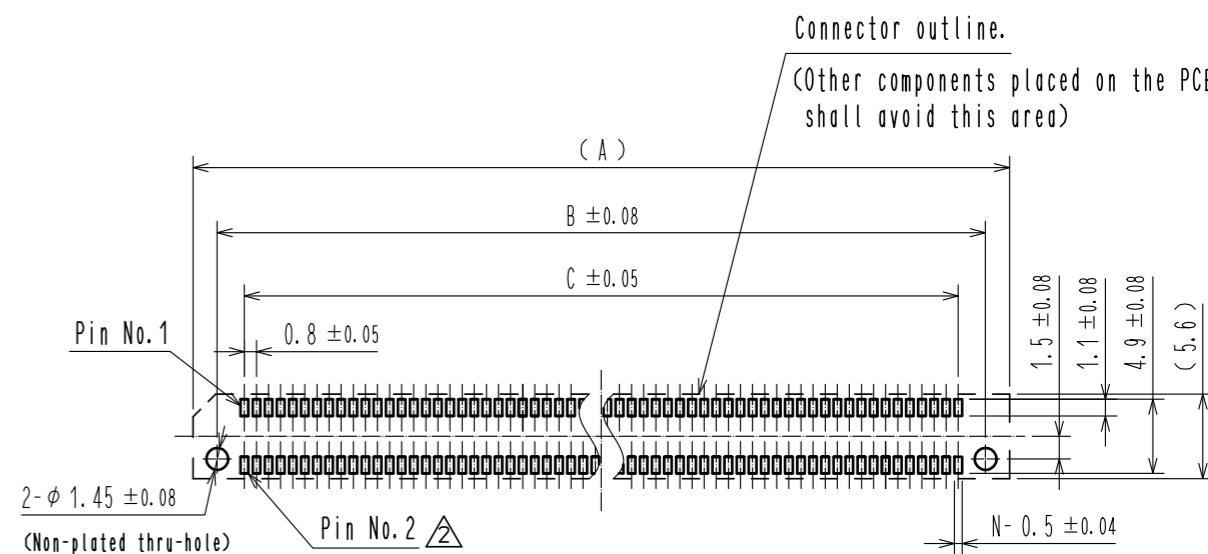 Connector outline.
(Other components placed on the PCB
shall avoid this area)
(A)
B ±0.08
C ±0.05
Pin No.1
0.8 ±0.05
1.5 ±0.08
1.1 ±0.08
4.9 ±0.08
(5.6)
2-φ1.45 ±0.08
(Non-plated thru-hole)
Pin No.2 2
N-0.5 ±0.04